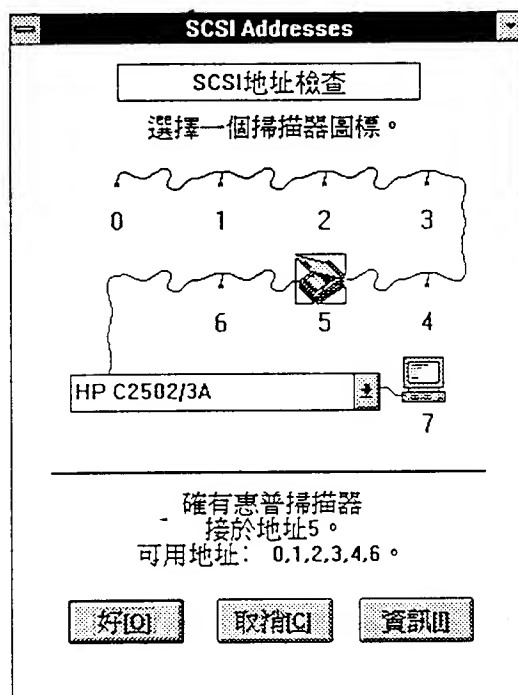 SCSI Addresses
SCSI地址檢查
選擇一個掃描器圖標。
0 1 2 3
6 5 4
HP C2502/3A
7
確有惠普掃描器
接於地址5。
可用地址: 0,1,2,3,4,6。
好[O] 取消[C] 資訊[I]